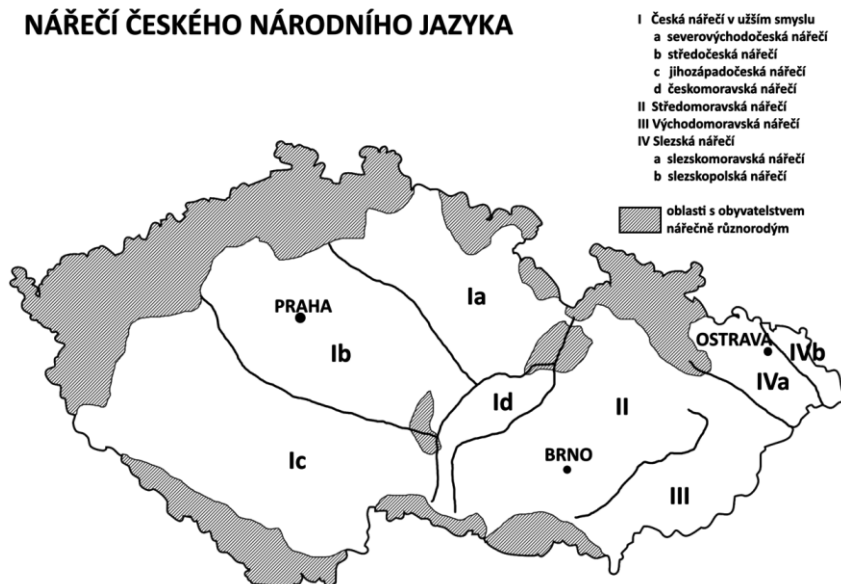 NÁŘEČÍ ČESKÉHO NÁRODNÍHO JAZYKA
I Česká nářečí v užším smyslu
a severovýchodočeská nářečí
b středočeská nářečí
c jihozápadočeská nářečí
d českomoravská nářečí
II Středomoravská nářečí
III Východomoravská nářečí
IV Slezská nářečí
a slezskomoravská nářečí
b slezskopolská nářečí
oblasti s obyvatelstvem
nářečně různorodým
Ia
PRAHA
Ib
OSTRAVA
IVb
IVa
Id
II
Ic
BRNO
III